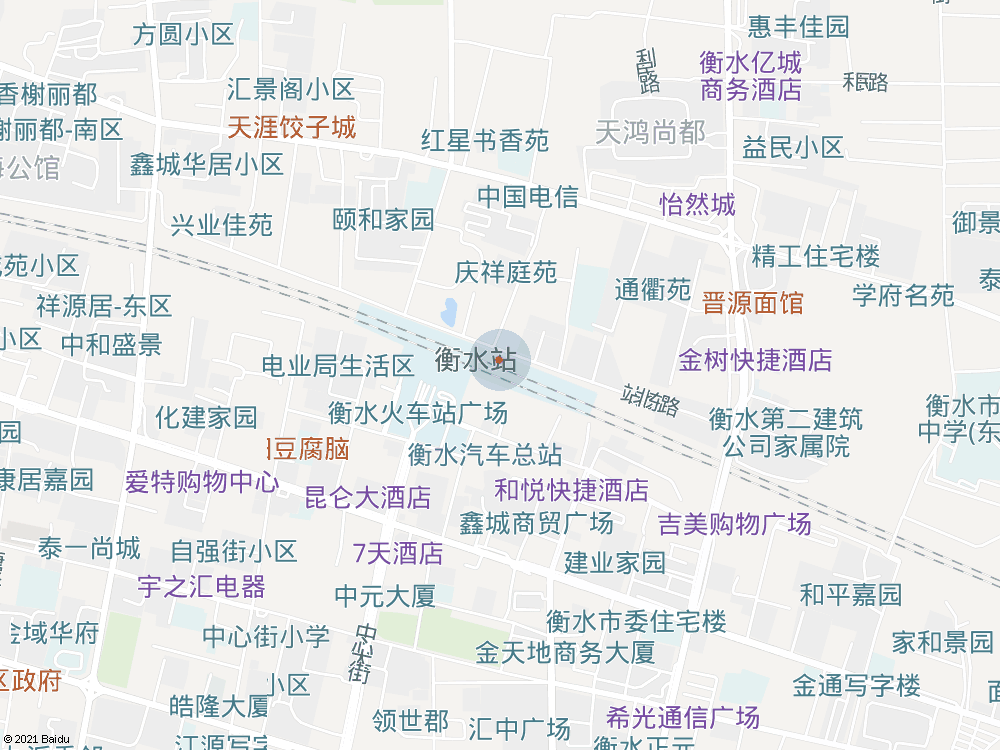 方圆小区
惠丰佳园
利民路
衡水亿城
商务酒店
利民路
香榭丽都
汇景阁小区
榭丽都-南区
天涯饺子城
红星书香苑
天鸿尚都
益民小区
海公馆
鑫城华居小区
中国电信
怡然城
兴业佳苑
颐和家园
御景
苑小区
庆祥庭苑
精工住宅楼
泰
通衢苑
学府名苑
祥源居-东区
晋源面馆
小区
中和盛景
电业局生活区
衡水站
金树快捷酒店
站前路
化建家园
衡水火车站广场
衡水第二建筑
公司家属院
衡水市
中学(东
园
豆腐脑
衡水汽车总站
康居嘉园
爱特购物中心
昆仑大酒店
和悦快捷酒店
鑫城商贸广场
吉美购物广场
泰一尚城
自强街小区
7天酒店
建业家园
宇之汇电器
中元大厦
和平嘉园
金域华府
中心街小学
中心街
衡水市委住宅楼
家和景园
金天地商务大厦
区政府
小区
金通写字楼
皓隆大厦
领世郡
汇中广场
希光通信广场
江源写字
衡水正元
© 2021 Baidu